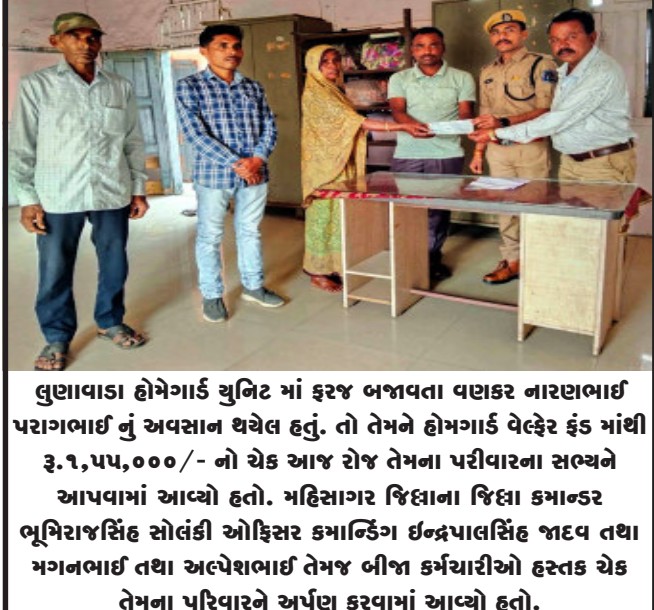 લુણાવાડા હોમેગાર્ડ યુનિટ માં ફરજ બજાવતા વણકર નારણભાઈ
પરાગભાઈ નું અવસાન થયેલ હતું. તો તેમને હોમગાર્ડ વેલ્ફેર ફંડ માંથી
રૂ.૧,૫૫,૦૦૦/- નો ચેક આજ રોજ તેમના પરીવારના સભ્યને
આપવામાં આવ્યો હતો. મહિસાગર જિલ્લાના જિલ્લા કમાન્ડર
ભૂમિરાજસિંહ સોલંકી ઓફિસર કમાન્ડિંગ ઇન્દ્રપાલસિંહ જાદવ તથા
મગનભાઈ તથા અલ્પેશભાઈ તેમજ બીજા કર્મચારીઓ હસ્તક ચેક
તેમના પરિવારને અર્પણ કરવામાં આવ્યો હતો.